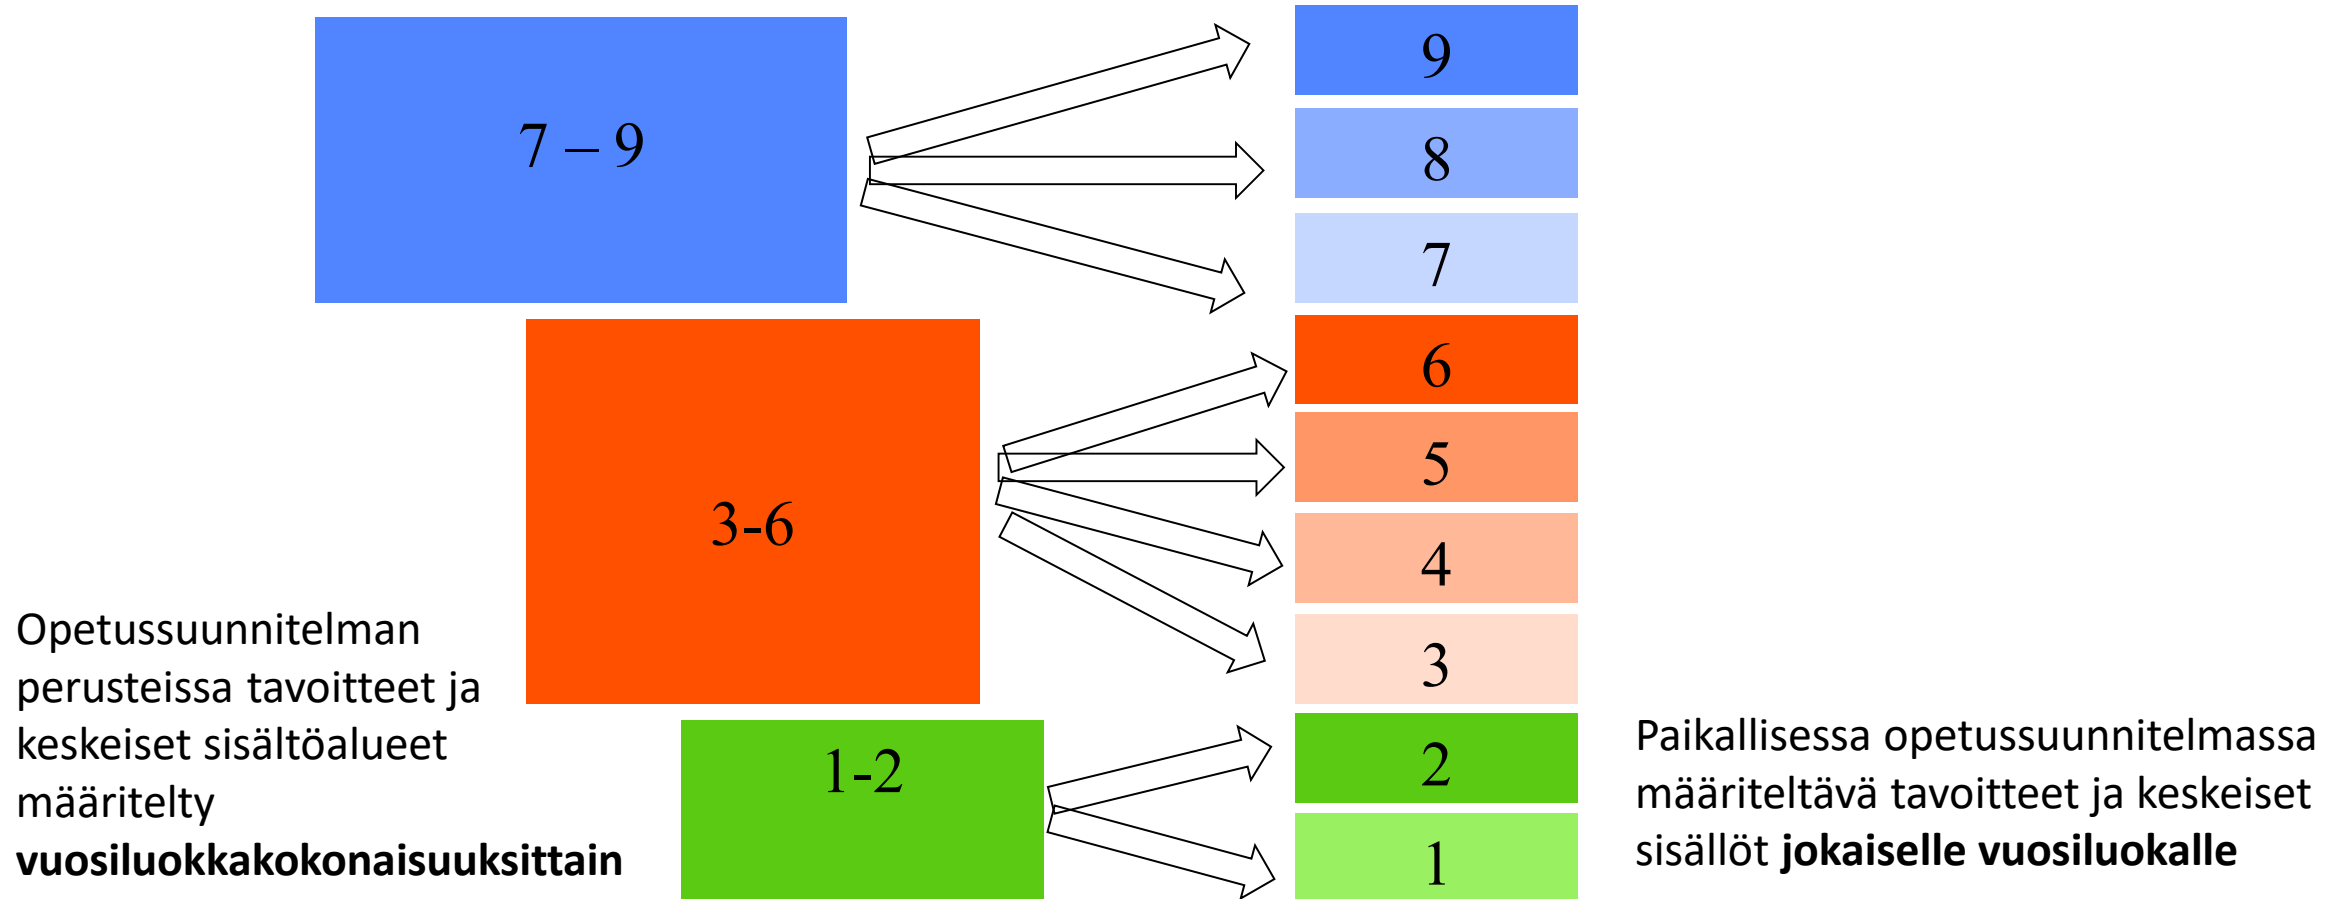 7 – 9
3-6
1-2
Opetussuunnitelman
perusteissa tavoitteet ja
keskeiset sisältöalueet
määritelty
vuosiluokkakokonaisuuksittain
9
8
7
6
5
4
3
2
1
Paikallisessa opetussuunnitelmassa
määriteltävä tavoitteet ja keskeiset
sisällöt jokaiselle vuosiluokalle